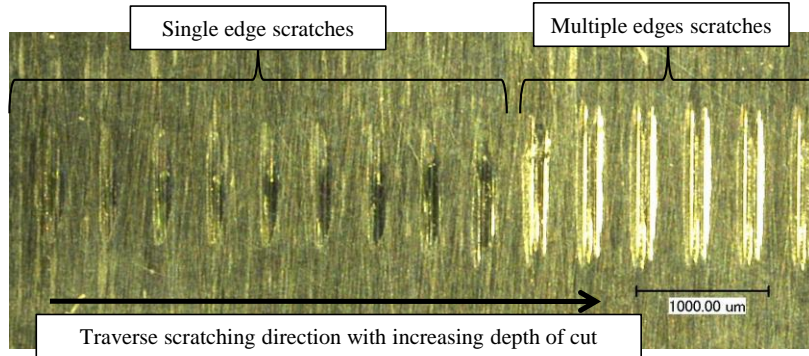 Single edge scratches
Multiple edges scratches
1000.00 um
Traverse scratching direction with increasing depth of cut